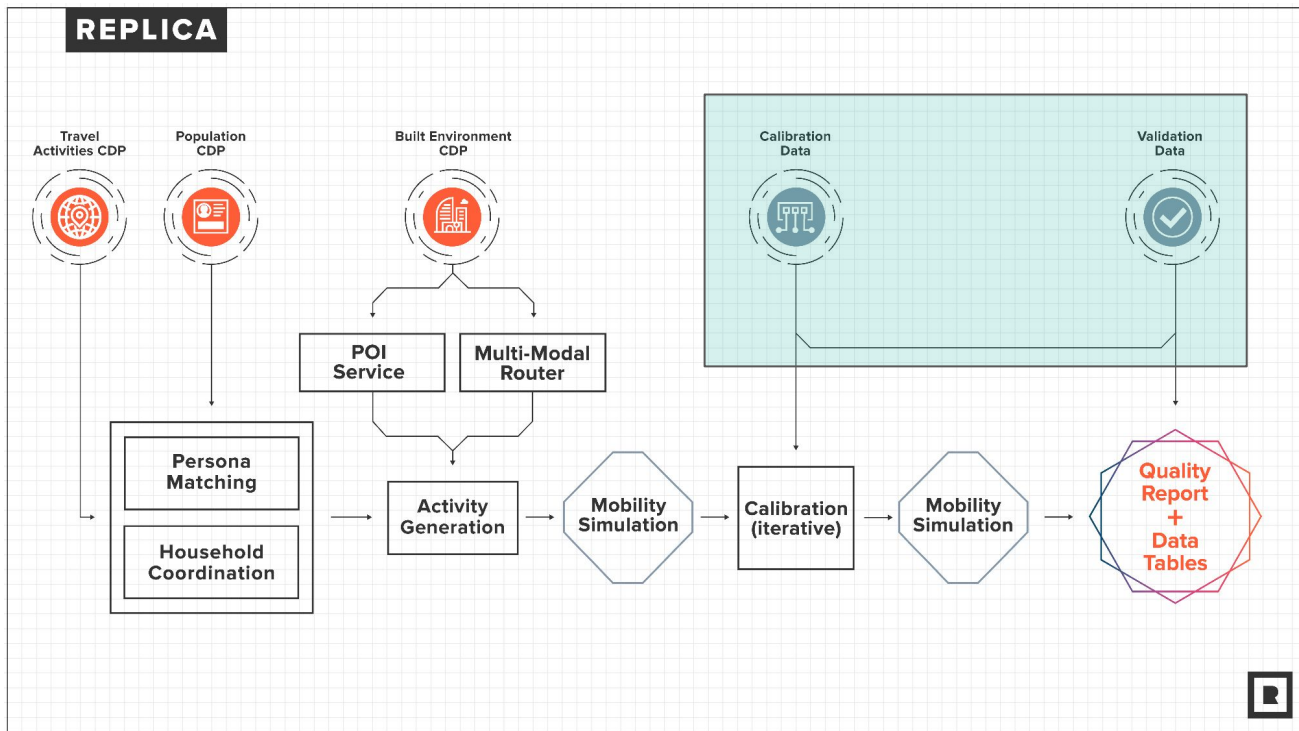 REPLICA
Travel
Activities CDP
Population
CDP
Built Environment
CDP
Calibration
Data
Validation
Data
POI
Service
Multi-Modal
Router
Persona
Matching
Household
Coordination
Activity
Generation
Mobility
Simulation
Calibration
(iterative)
Mobility
Simulation
Quality
Report
+
Data
Tables
R